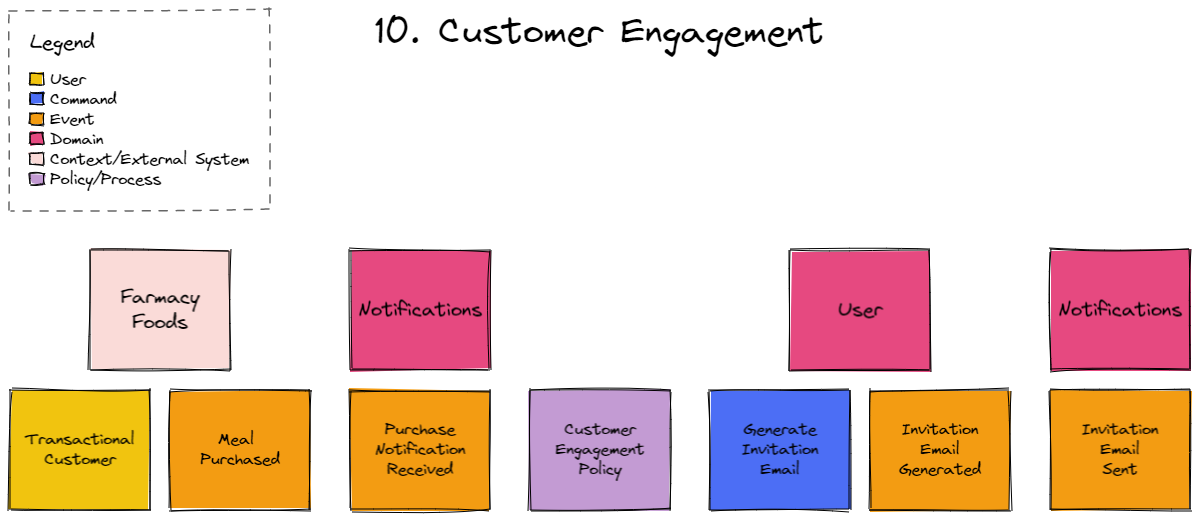 10. Customer Engagement
Legend
User
Command
Event
Domain
Context/External System
Policy/Process
Farmacy
Foods
Notifications
User
Notifications
Transactional
Customer
Meal
Purchased
Purchase
Notification
Received
Customer
Engagement
Policy
Generate
Invitation
Email
Invitation
Email
Generated
Invitation
Email
Sent